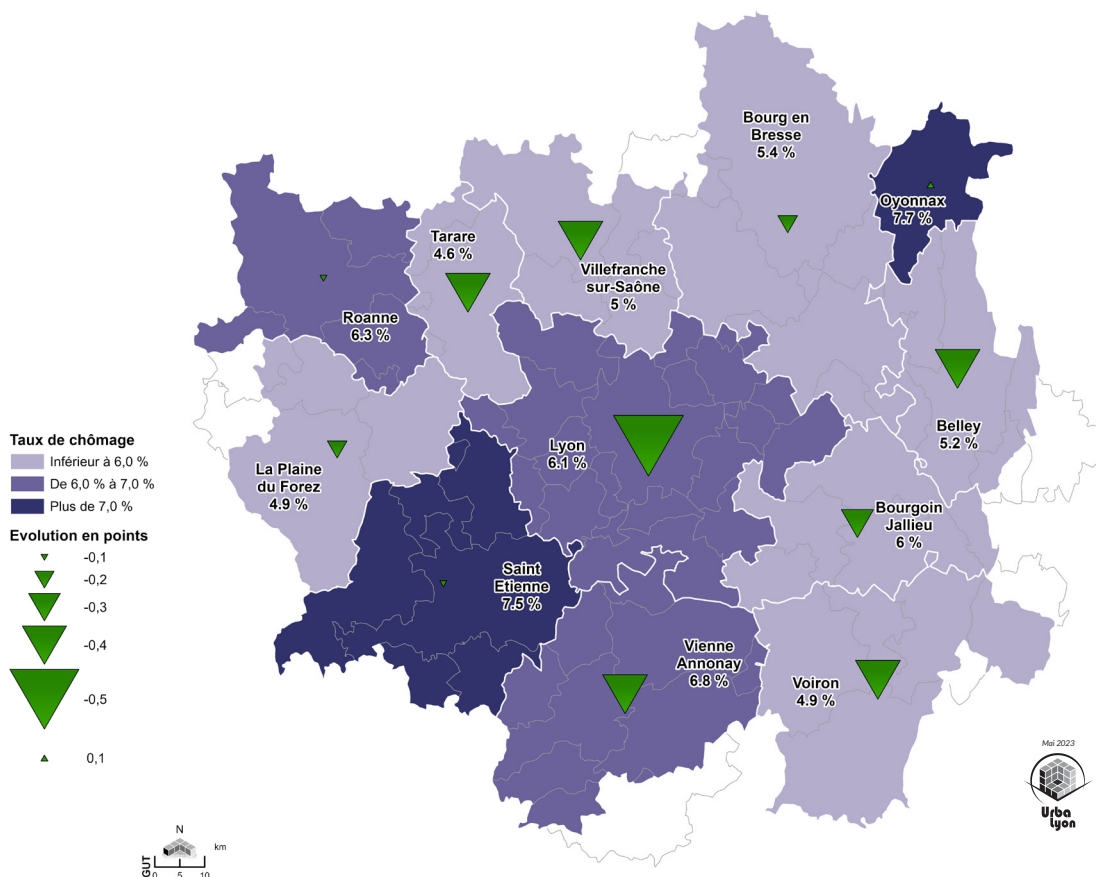 Bourg en
Bresse
5.4 %
Oyonnax
7.7 %
Tarare
4.6 %
Villefranche
sur-Saône
5 %
Roanne
6.3 %
Belley
5.2 %
Lyon
6.1 %
La Plaine
du Forez
4.9 %
Bourgoin
Jallieu
6 %
Saint
Etienne
7.5 %
Vienne
Annonay
6.8 %
Voiron
4.9 %
Taux de chômage
Inférieur à 6,0 %
De 6,0 % à 7,0 %
Plus de 7,0 %
Evolution en points
-0,1
-0,2
-0,3
-0,4
-0,5
0,1
Mai 2023
Urba
Lyon
N
km
GUT
0 5 10